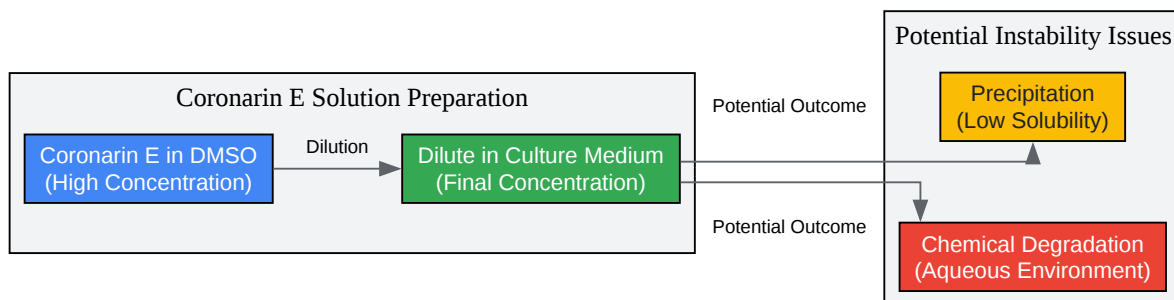 Coronarin E Solution Preparation
Coronarin E in DMSO
(High Concentration)
Dilution
Dilute in Culture Medium
(Final Concentration)
Potential Outcome
Potential Outcome
Potential Instability Issues
Precipitation
(Low Solubility)
Chemical Degradation
(Aqueous Environment)